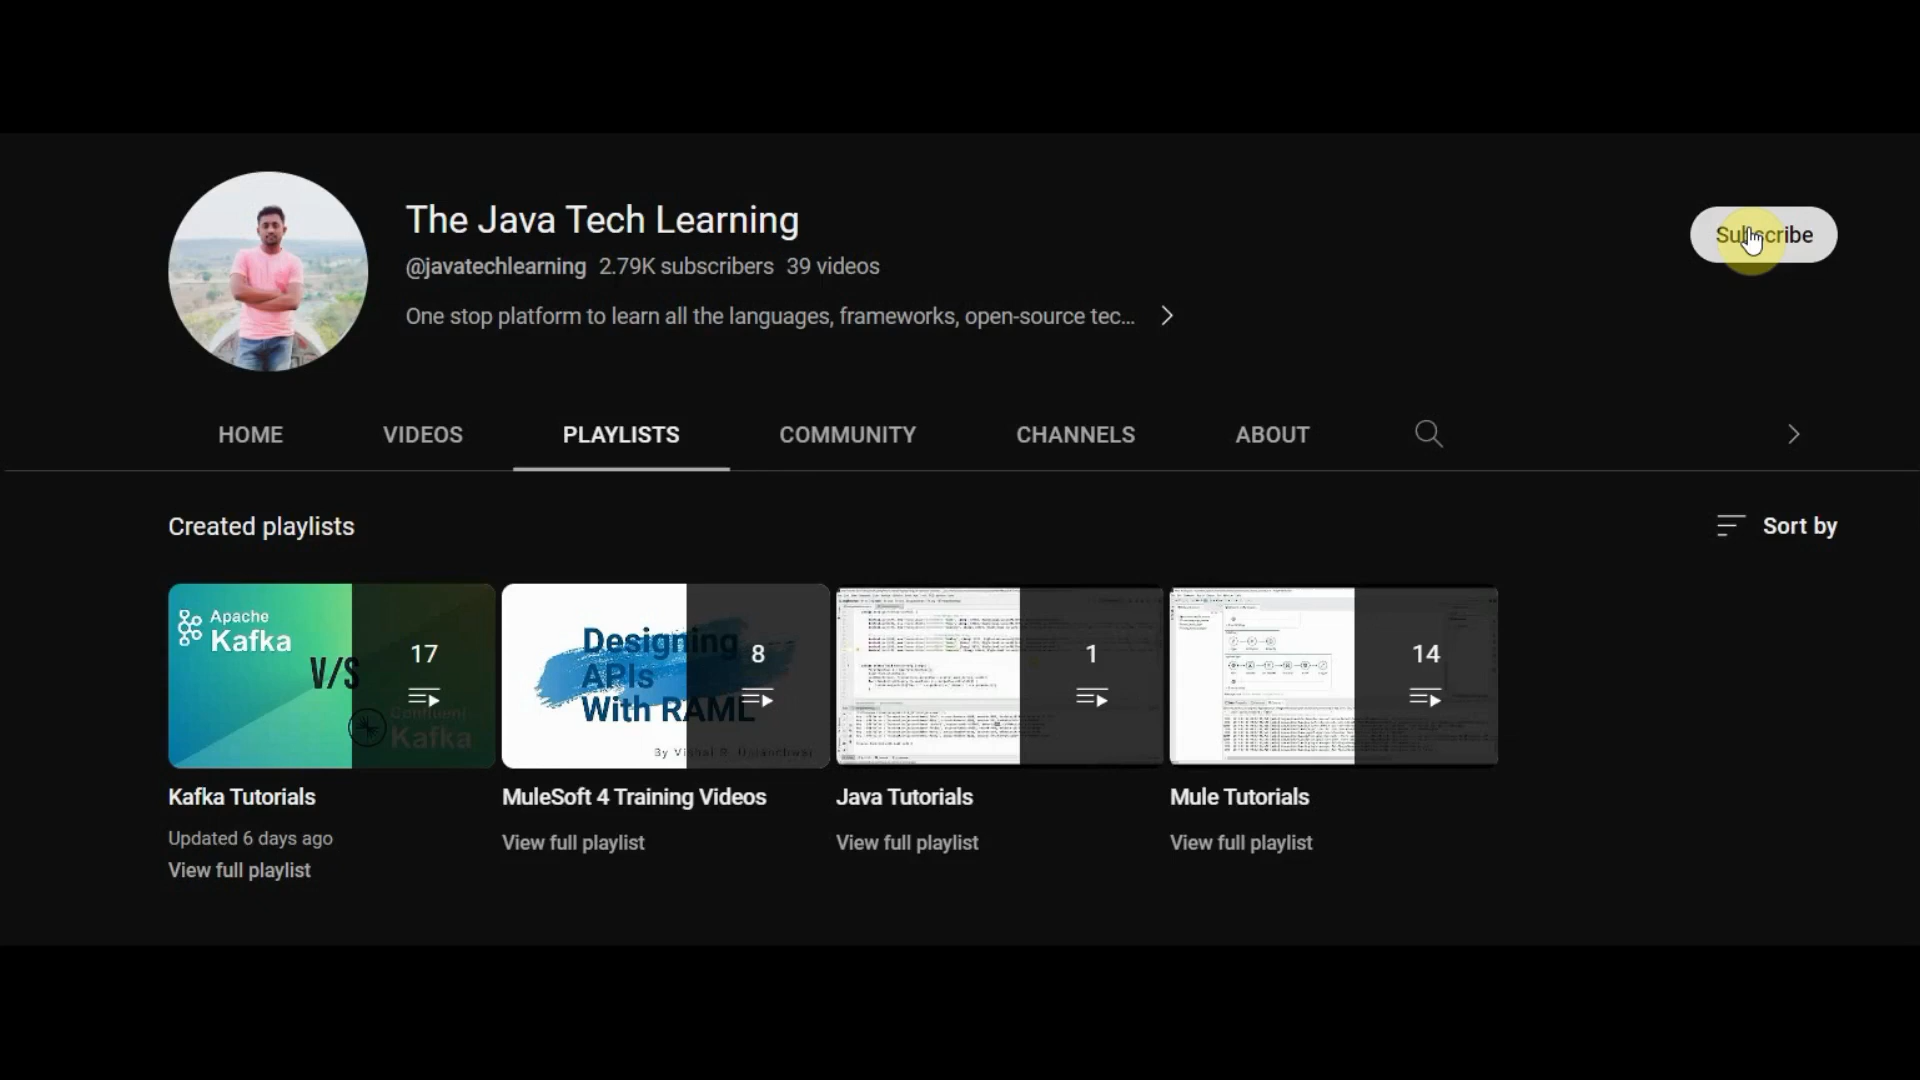 The Java Tech Learning
@javatechlearning 2.79K subscribers 39 videos
One stop platform to learn all the languages, frameworks, open-source tec...
Subscribe
HOME VIDEOS PLAYLISTS COMMUNITY CHANNELS ABOUT
Created playlists
Sort by
Apache
Kafka
V/S
Confluent
Kafka
17
Designing
APIs
With RAML
8
1
14
Kafka Tutorials
Updated 6 days ago
View full playlist
MuleSoft 4 Training Videos
View full playlist
Java Tutorials
View full playlist
Mule Tutorials
View full playlist